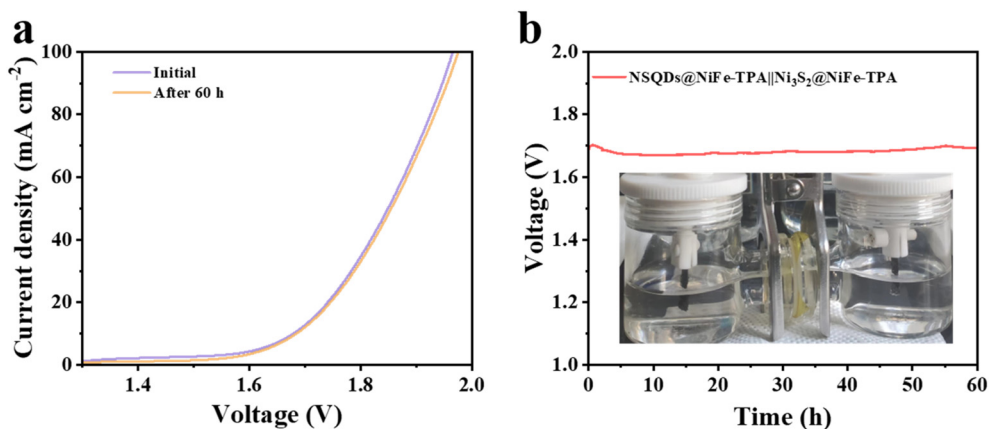 a
100
80
60
40
20
0
Current density (mA cm⁻²)
Initial
After 60 h
1.4
1.6
1.8
2.0
Voltage (V)
b
2.0
1.8
1.6
1.4
1.2
1.0
Voltage (V)
NSQDs@NiFe-TPA||Ni₃S₂@NiFe-TPA
0
10
20
30
40
50
60
Time (h)